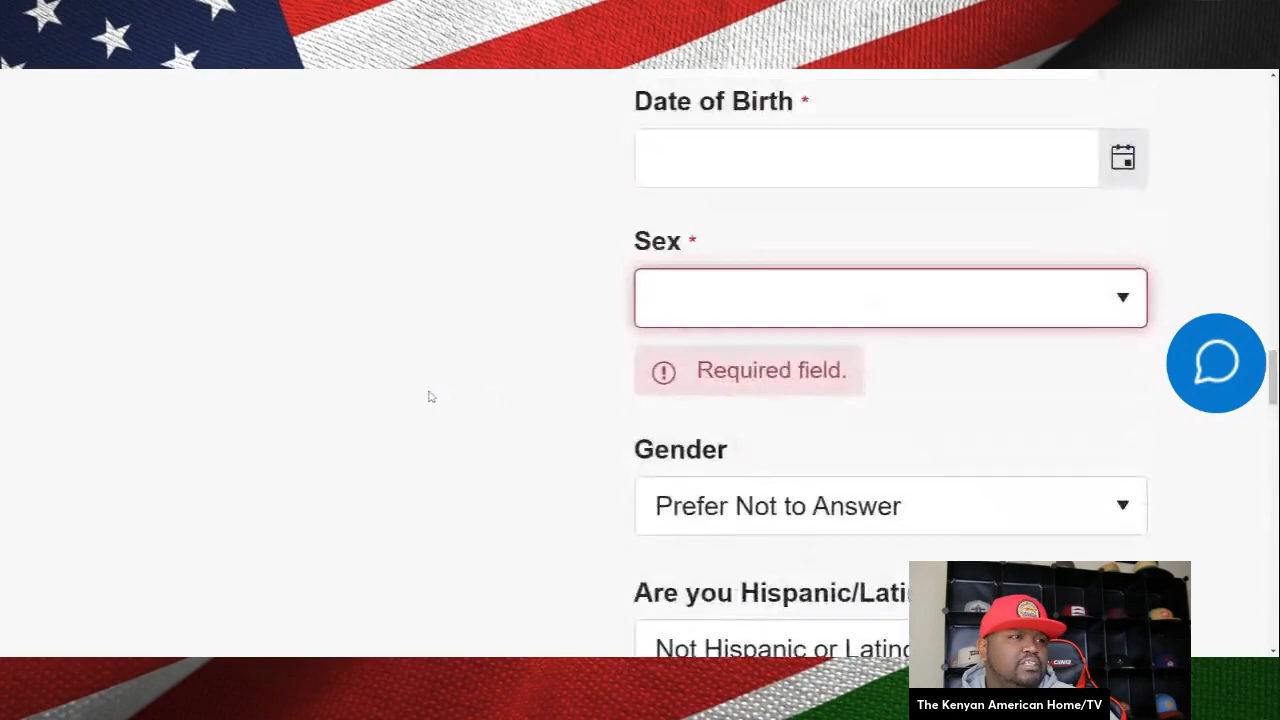 Date of Birth *
Sex *
Required field.
Gender
Prefer Not to Answer
Are you Hispanic/Lati
Not Hispanic or Latino
The Kenyan American Home/TV